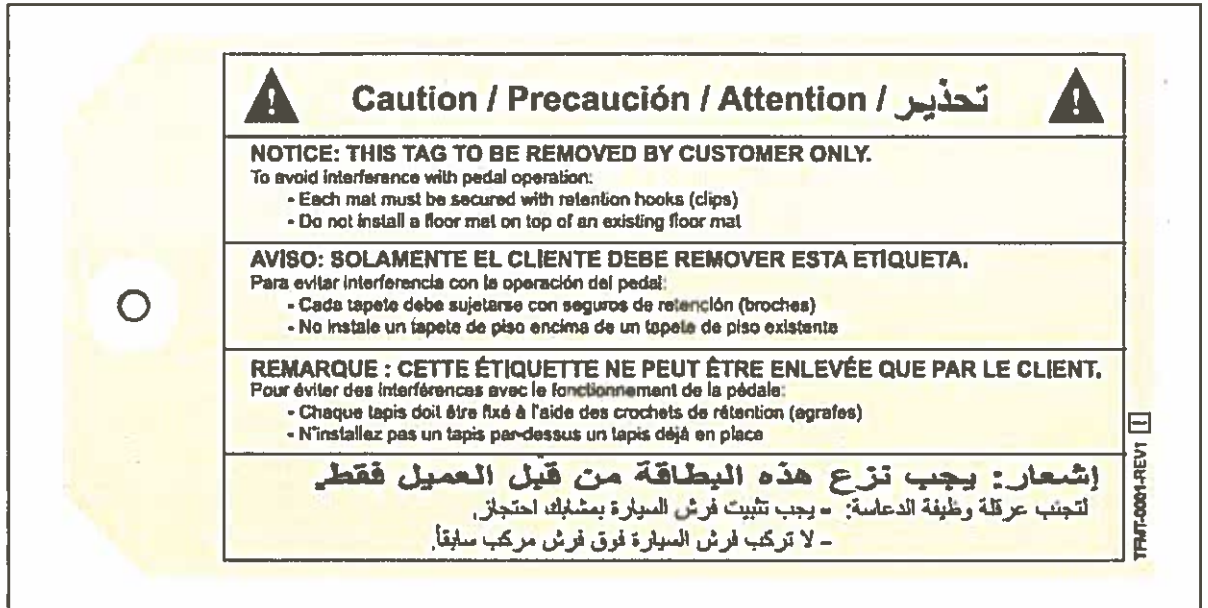 Caution / Precaución / Attention / تحذير
NOTICE: THIS TAG TO BE REMOVED BY CUSTOMER ONLY.
To avoid interference with pedal operation:
- Each mat must be secured with retention hooks (clips)
- Do not install a floor mat on top of an existing floor mat
AVISO: SOLAMENTE EL CLIENTE DEBE REMOVER ESTA ETIQUETA.
Para evitar interferencia con la operación del pedal:
- Cada tapete debe sujetarse con seguros de retención (broches)
- No instale un tapete de piso encima de un tapete de piso existente
REMARQUE : CETTE ÉTIQUETTE NE PEUT ÊTRE ENLEVÉE QUE PAR LE CLIENT.
Pour éviter des interférences avec le fonctionnement de la pédale:
- Chaque tapis doit être fixé à l'aide des crochets de rétention (agrafes)
- N'installez pas un tapis par-dessus un tapis déjà en place
إشعار: يجب نزع هذه البطاقة من قبل العميل فقط.
لتجنب عرقلة وظيفة الدعاسة: - يجب تثبيت فرش السيارة بمشابك احتجاز.
- لا تركب فرش السيارة فوق فرش مركب سابقاً.
TFMT-0001-REV1